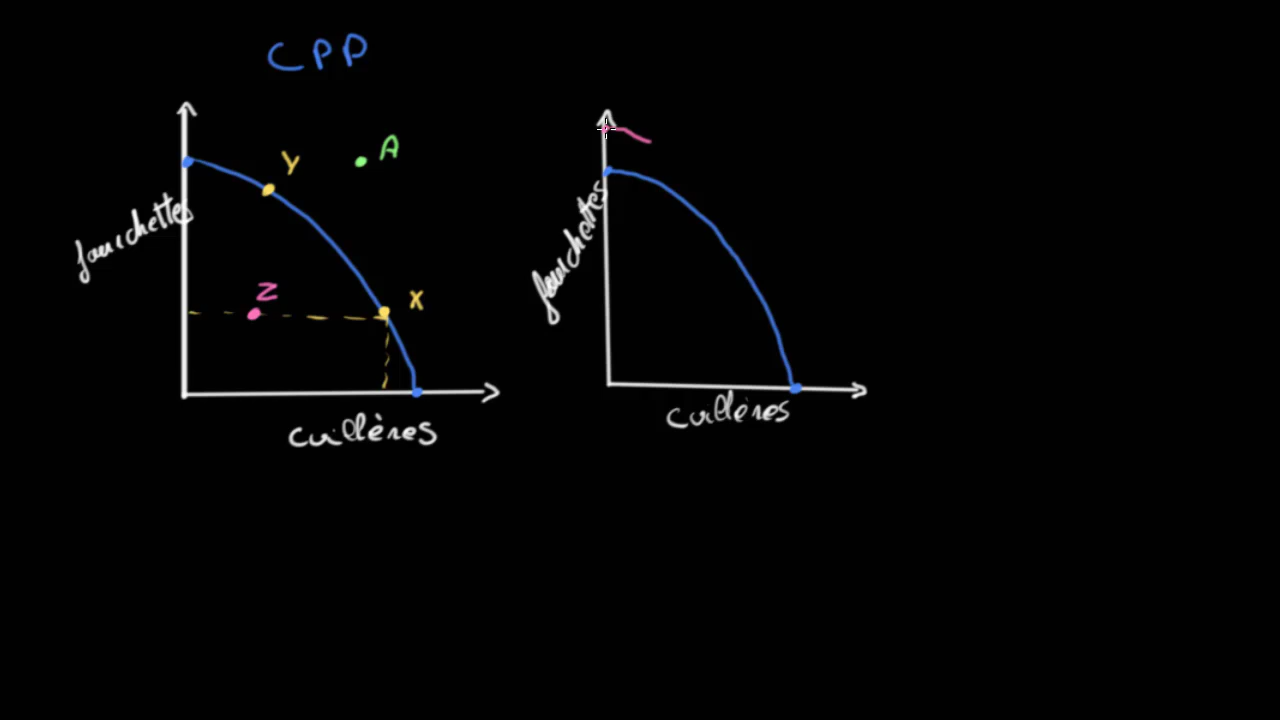 CPP
Y
A
fourchettes
Z
X
cuillères
fourchettes
cuillères